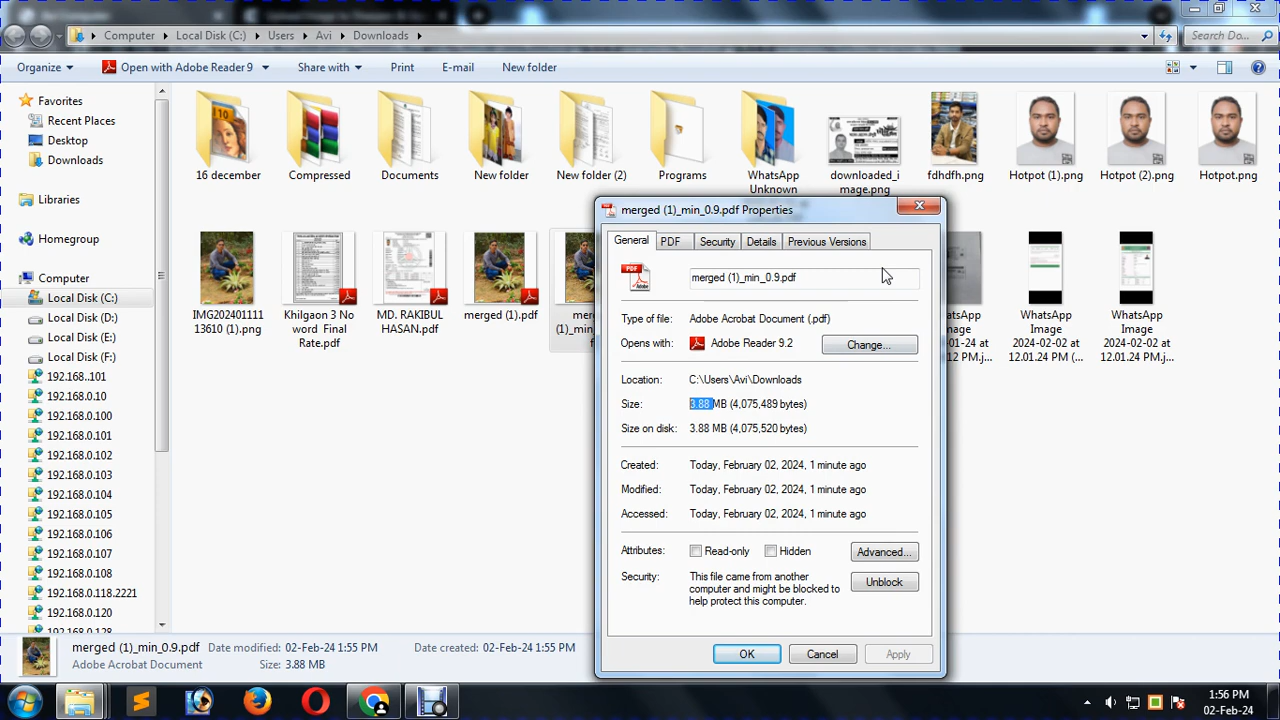 Computer
Local Disk (C:)
Users
Avi
Downloads
Search Do...
Organize
Open with Adobe Reader 9
Share with
Print
E-mail
New folder
Favorites
Recent Places
Desktop
Downloads
Libraries
Homegroup
Computer
Local Disk (C:)
Local Disk (D:)
Local Disk (E:)
Local Disk (F:)
192.168..101
192.168.0.10
192.168.0.100
192.168.0.101
192.168.0.102
192.168.0.103
192.168.0.104
192.168.0.105
192.168.0.106
192.168.0.107
192.168.0.108
192.168.0.118.2221
192.168.0.120
192.168.0.128
16 december
Compressed
Documents
New folder
New folder (2)
Programs
WhatsApp
Unknown
downloaded_i
mage.png
fdhdfh.png
Hotpot (1).png
Hotpot (2).png
Hotpot.png
IMG202401111
13610 (1).png
Khilgaon 3 No
word Final
Rate.pdf
MD. RAKIBUL
HASAN.pdf
merged (1).pdf
mer
(1)_min
f
WhatsApp
Image
2024-02-02 at
12.01.24 PM (...
WhatsApp
Image
2024-02-02 at
12.01.24 PM.j...
-01-24 at
12 PM.j...
merged (1)_min_0.9.pdf Properties
General
PDF
Security
Details
Previous Versions
PDF
merged (1)_min_0.9.pdf
Type of file:
Adobe Acrobat Document (.pdf)
Opens with:
Adobe Reader 9.2
Change...
Location:
C:\Users\Avi\Downloads
Size:
3.88 MB (4,075,489 bytes)
Size on disk:
3.88 MB (4,075,520 bytes)
Created:
Today, February 02, 2024, 1 minute ago
Modified:
Today, February 02, 2024, 1 minute ago
Accessed:
Today, February 02, 2024, 1 minute ago
Attributes:
Read-only
Hidden
Advanced...
Security:
This file came from another
computer and might be blocked to
help protect this computer.
Unblock
OK
Cancel
Apply
merged (1)_min_0.9.pdf
Date modified: 02-Feb-24 1:55 PM
Date created: 02-Feb-24 1:55 PM
Adobe Acrobat Document
Size: 3.88 MB
1:56 PM
02-Feb-24